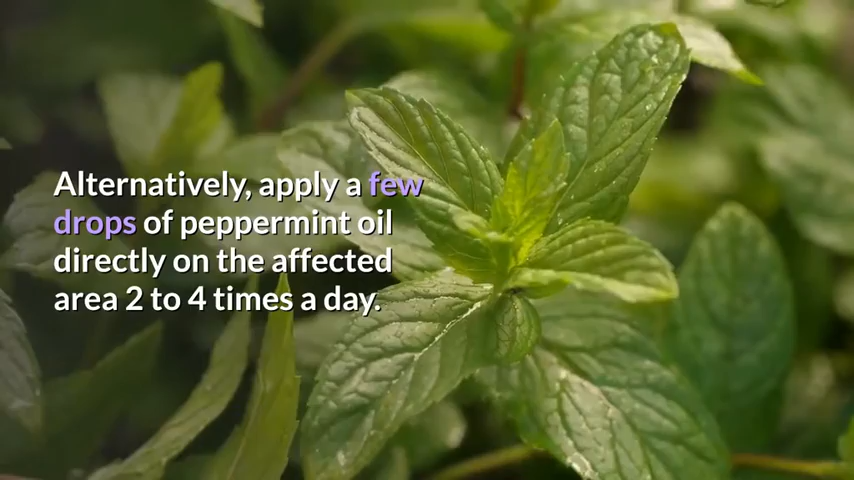 Alternatively, apply a few
drops of peppermint oil
directly on the affected
area 2 to 4 times a day.